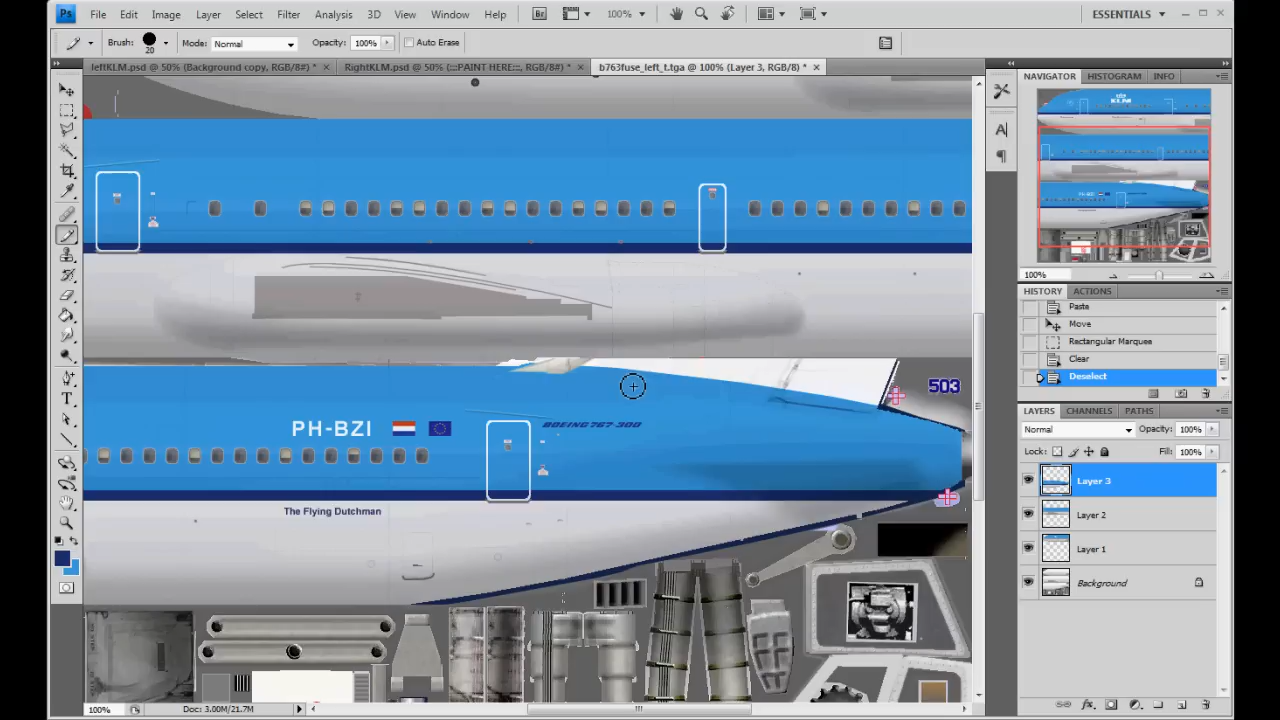 Ps File Edit Image Layer Select Filter Analysis 3D View Window Help Br 100% ESSENTIALS
Brush: 20 Mode: Normal Opacity: 100% Auto Erase
leftKLM.psd @ 50% (Background copy, RGB/8#) * RightKLM.psd @ 50% (:::PAINT HERE:::, RGB/8#) * b763fuse_left_t.tga @ 100% (Layer 3, RGB/8) *
NAVIGATOR HISTOGRAM INFO
KLM
100%
HISTORY ACTIONS
Paste
Move
Rectangular Marquee
Clear
Deselect
LAYERS CHANNELS PATHS
Normal Opacity: 100%
Lock: Fill: 100%
Layer 3
Layer 2
Layer 1
Background
503
PH-BZI
BOEING 767-300
The Flying Dutchman
100% Doc: 3.00M/21.7M